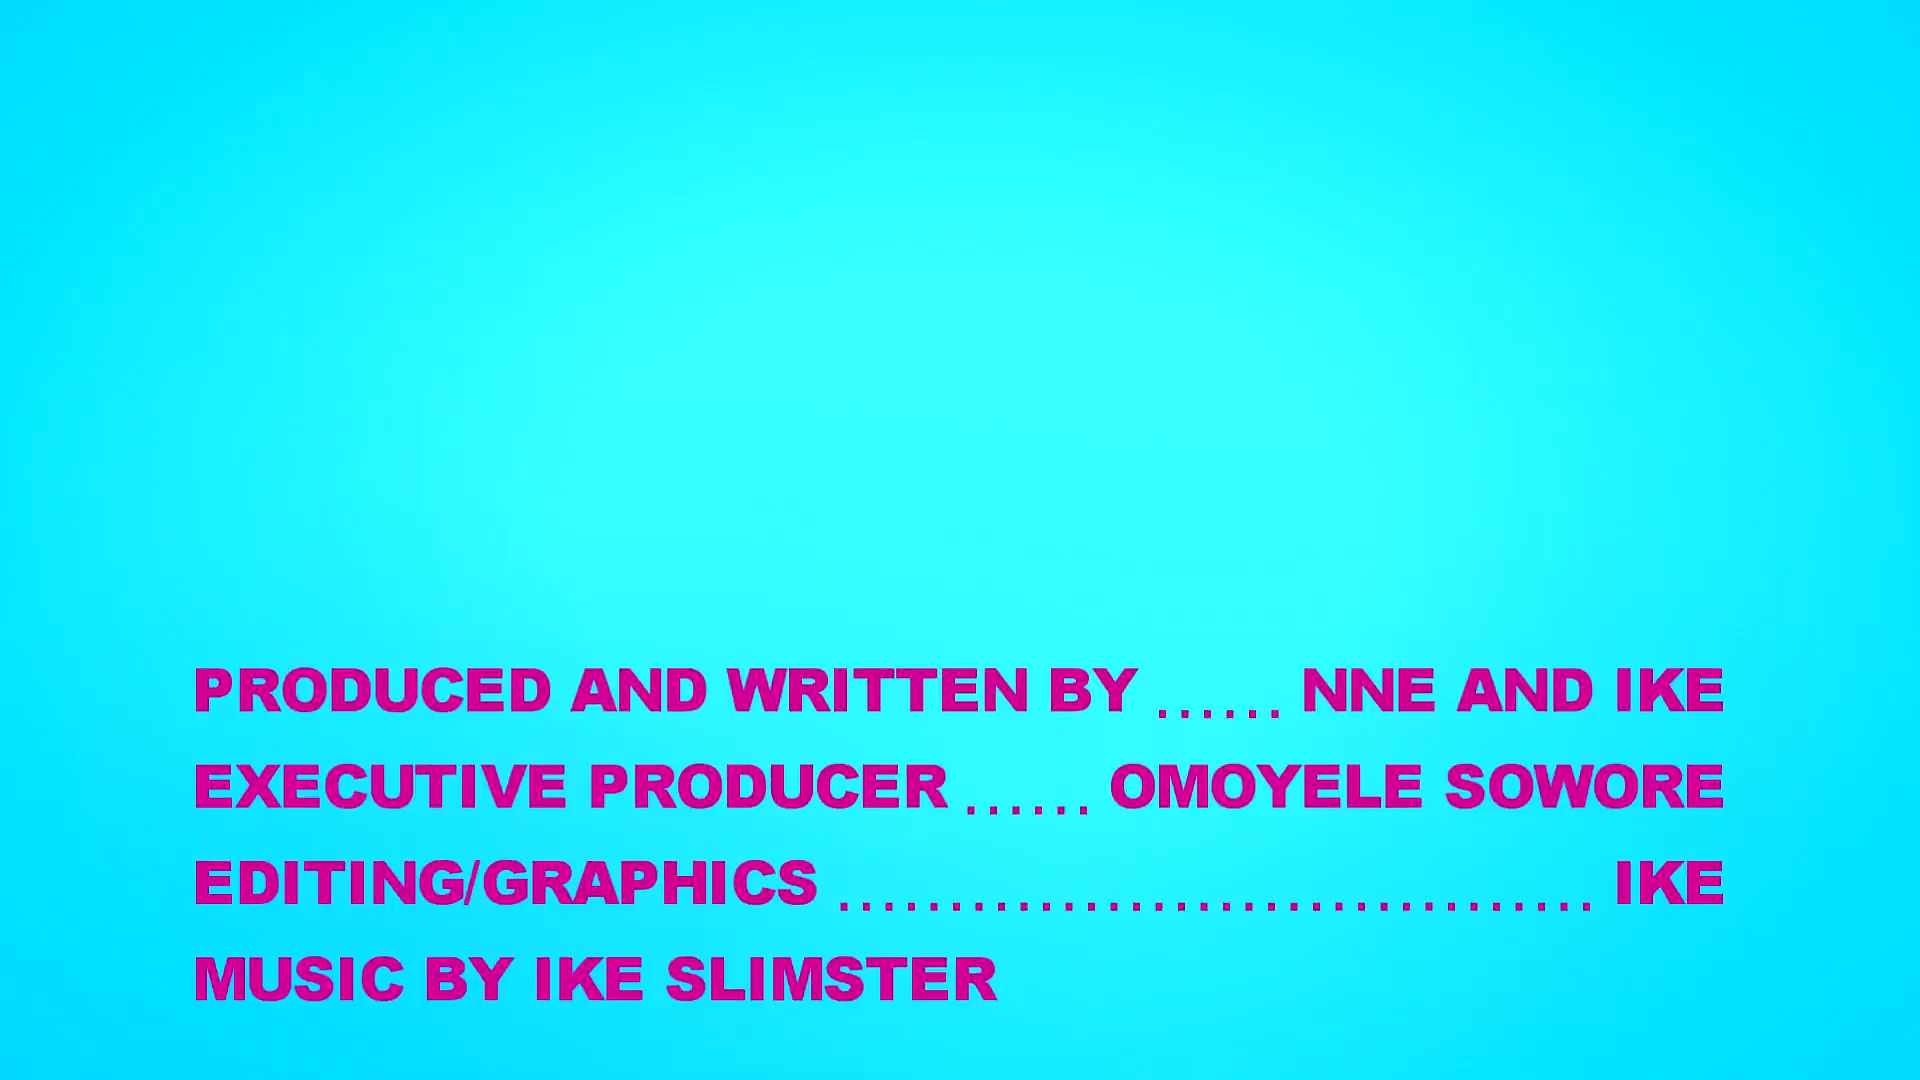 PRODUCED AND WRITTEN BY ...... NNE AND IKE
EXECUTIVE PRODUCER ...... OMOYELE SOWORE
EDITING/GRAPHICS .................................. IKE
MUSIC BY IKE SLIMSTER